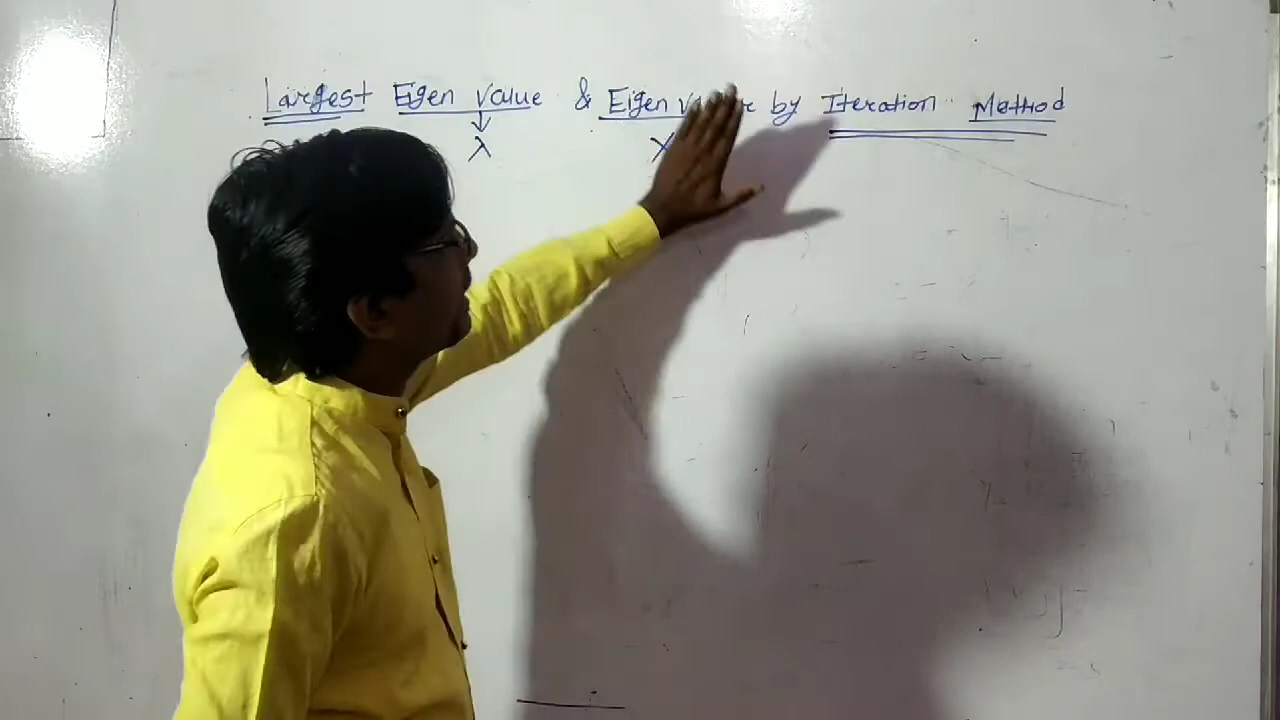 Largest Eigen value & Eigen by Iteration Method
λ X